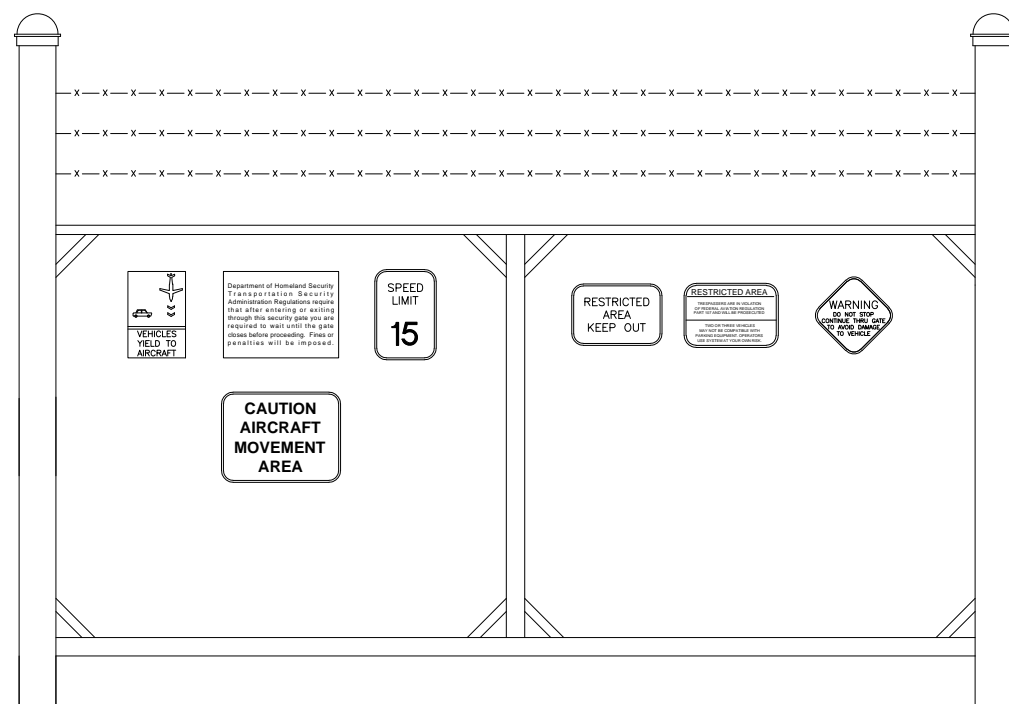 VEHICLES
YIELD TO
AIRCRAFT
Department of Homeland Security
Transportation Security
Administration Regulations require
that after entering or exiting
through this security gate you are
required to wait until the gate
closes before proceeding. Fines or
penalties will be imposed.
SPEED
LIMIT
15
RESTRICTED
AREA
KEEP OUT
RESTRICTED AREA
TRESPASSERS ARE IN VIOLATION
OF FEDERAL AVIATION REGULATION
PART 107 AND WILL BE PROSECUTED
TWO OR THREE VEHICLES
MAY NOT BE COMPATIBLE WITH
PARKING EQUIPMENT. OPERATORS
USE SYSTEM AT YOUR OWN RISK
WARNING
DO NOT STOP
CONTINUE THRU GATE
TO AVOID DAMAGE
TO VEHICLE
CAUTION
AIRCRAFT
MOVEMENT
AREA